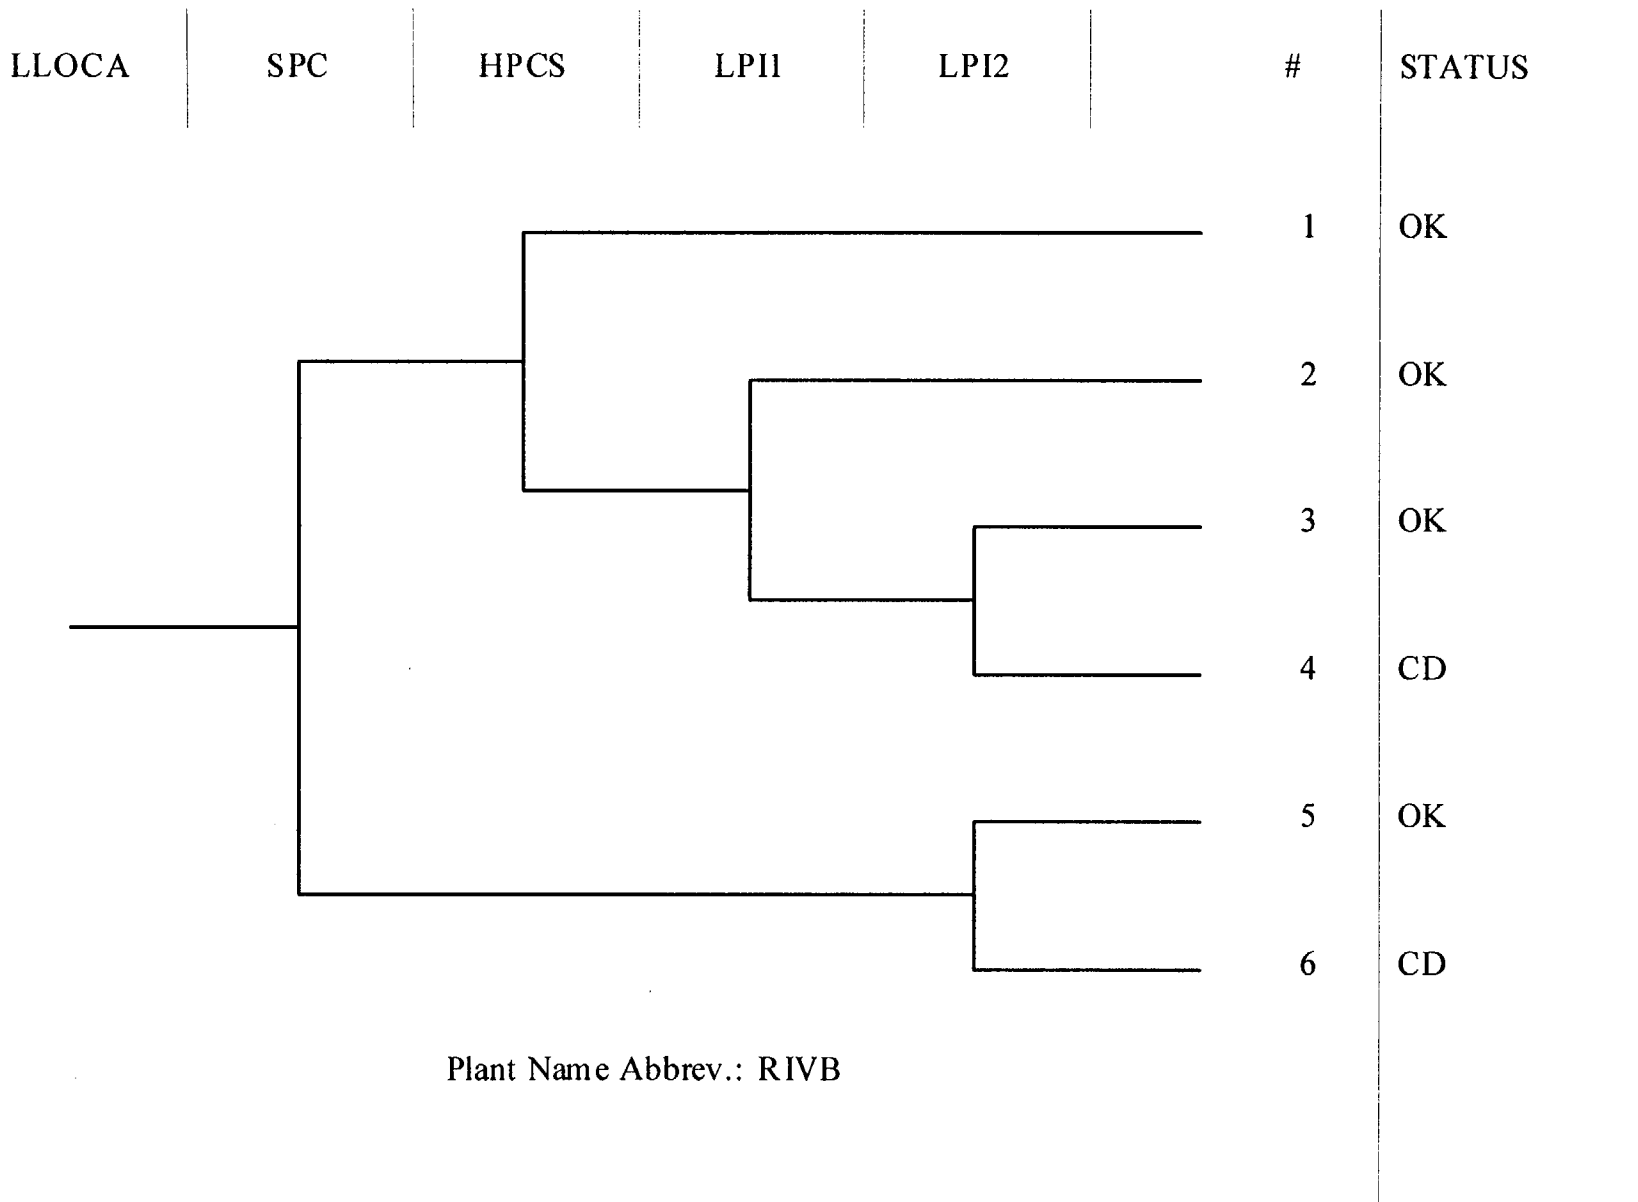 LLOCA SPC HPCS LPI1 LPI2 # STATUS
1 OK
2 OK
3 OK
4 CD
5 OK
6 CD
Plant Name Abbrev.: RIVB